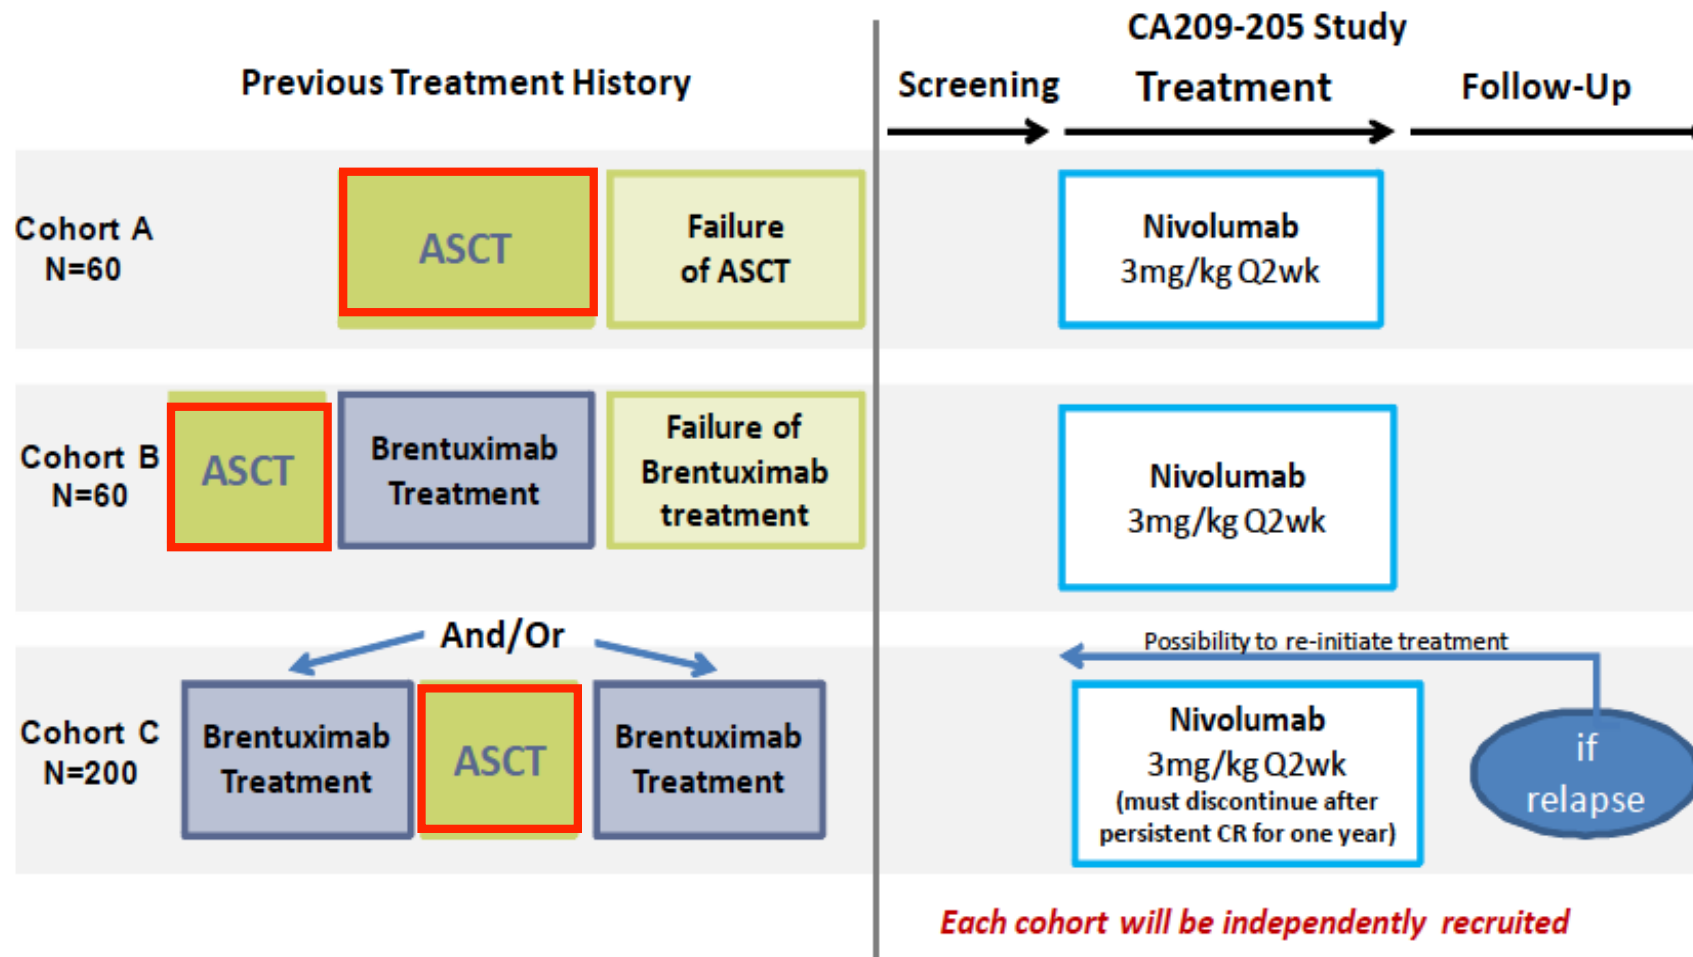 CA209-205 Study
Previous Treatment History
Screening
Treatment
Follow-Up
Cohort A
N=60
ASCT
Failure
of ASCT
Nivolumab
3mg/kg Q2wk
Cohort B
N=60
ASCT
Brentuximab
Treatment
Failure of
Brentuximab
treatment
Nivolumab
3mg/kg Q2wk
And/Or
Possibility to re-initiate treatment
Cohort C
N=200
Brentuximab
Treatment
ASCT
Brentuximab
Treatment
Nivolumab
3mg/kg Q2wk
(must discontinue after
persistent CR for one year)
if
relapse
Each cohort will be independently recruited